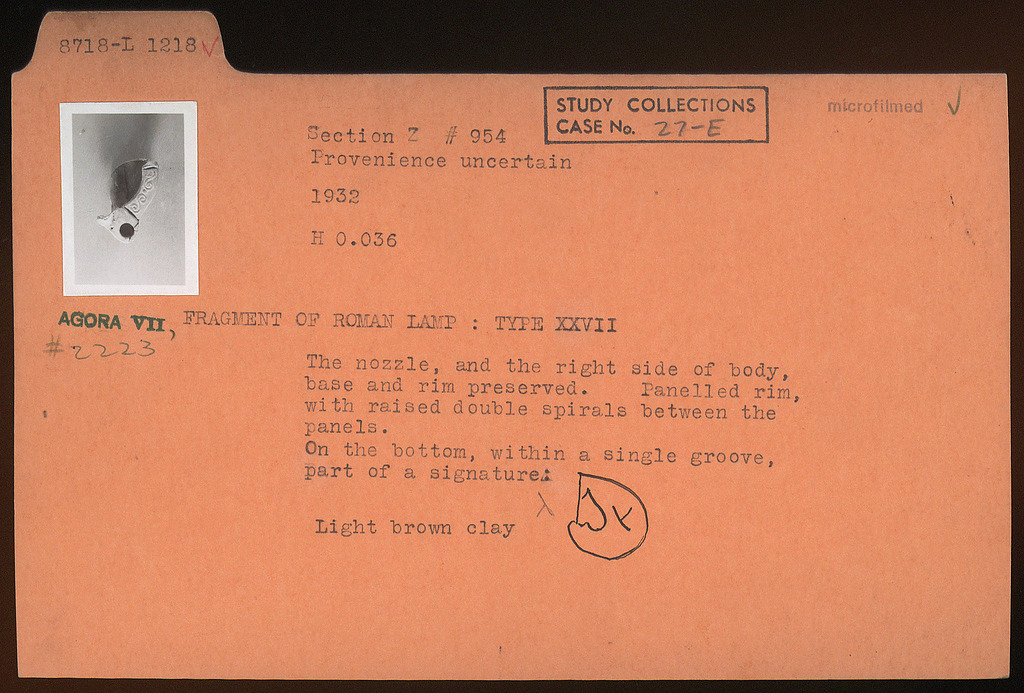 8718-L 1218 ✓
STUDY COLLECTIONS
CASE No. 27-E
microfilmed ✓
Section Z # 954
Provenience uncertain
1932
H 0.036
AGORA VII, FRAGMENT OF ROMAN LAMP : TYPE XXVII
# 2223
The nozzle, and the right side of body,
base and rim preserved. Panelled rim,
with raised double spirals between the
panels.
On the bottom, within a single groove,
part of a signature:
λ
Light brown clay